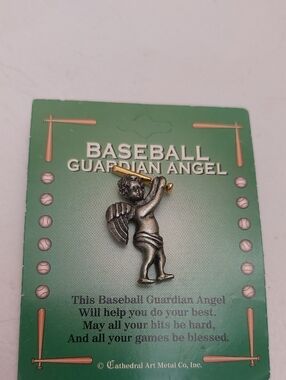 BASEBALL
GUARDIAN ANGEL
This Baseball Guardian Angel
Will help you do your best.
May all your hits be hard,
And all your games be blessed.
© Cathedral Art Metal Co., Inc.